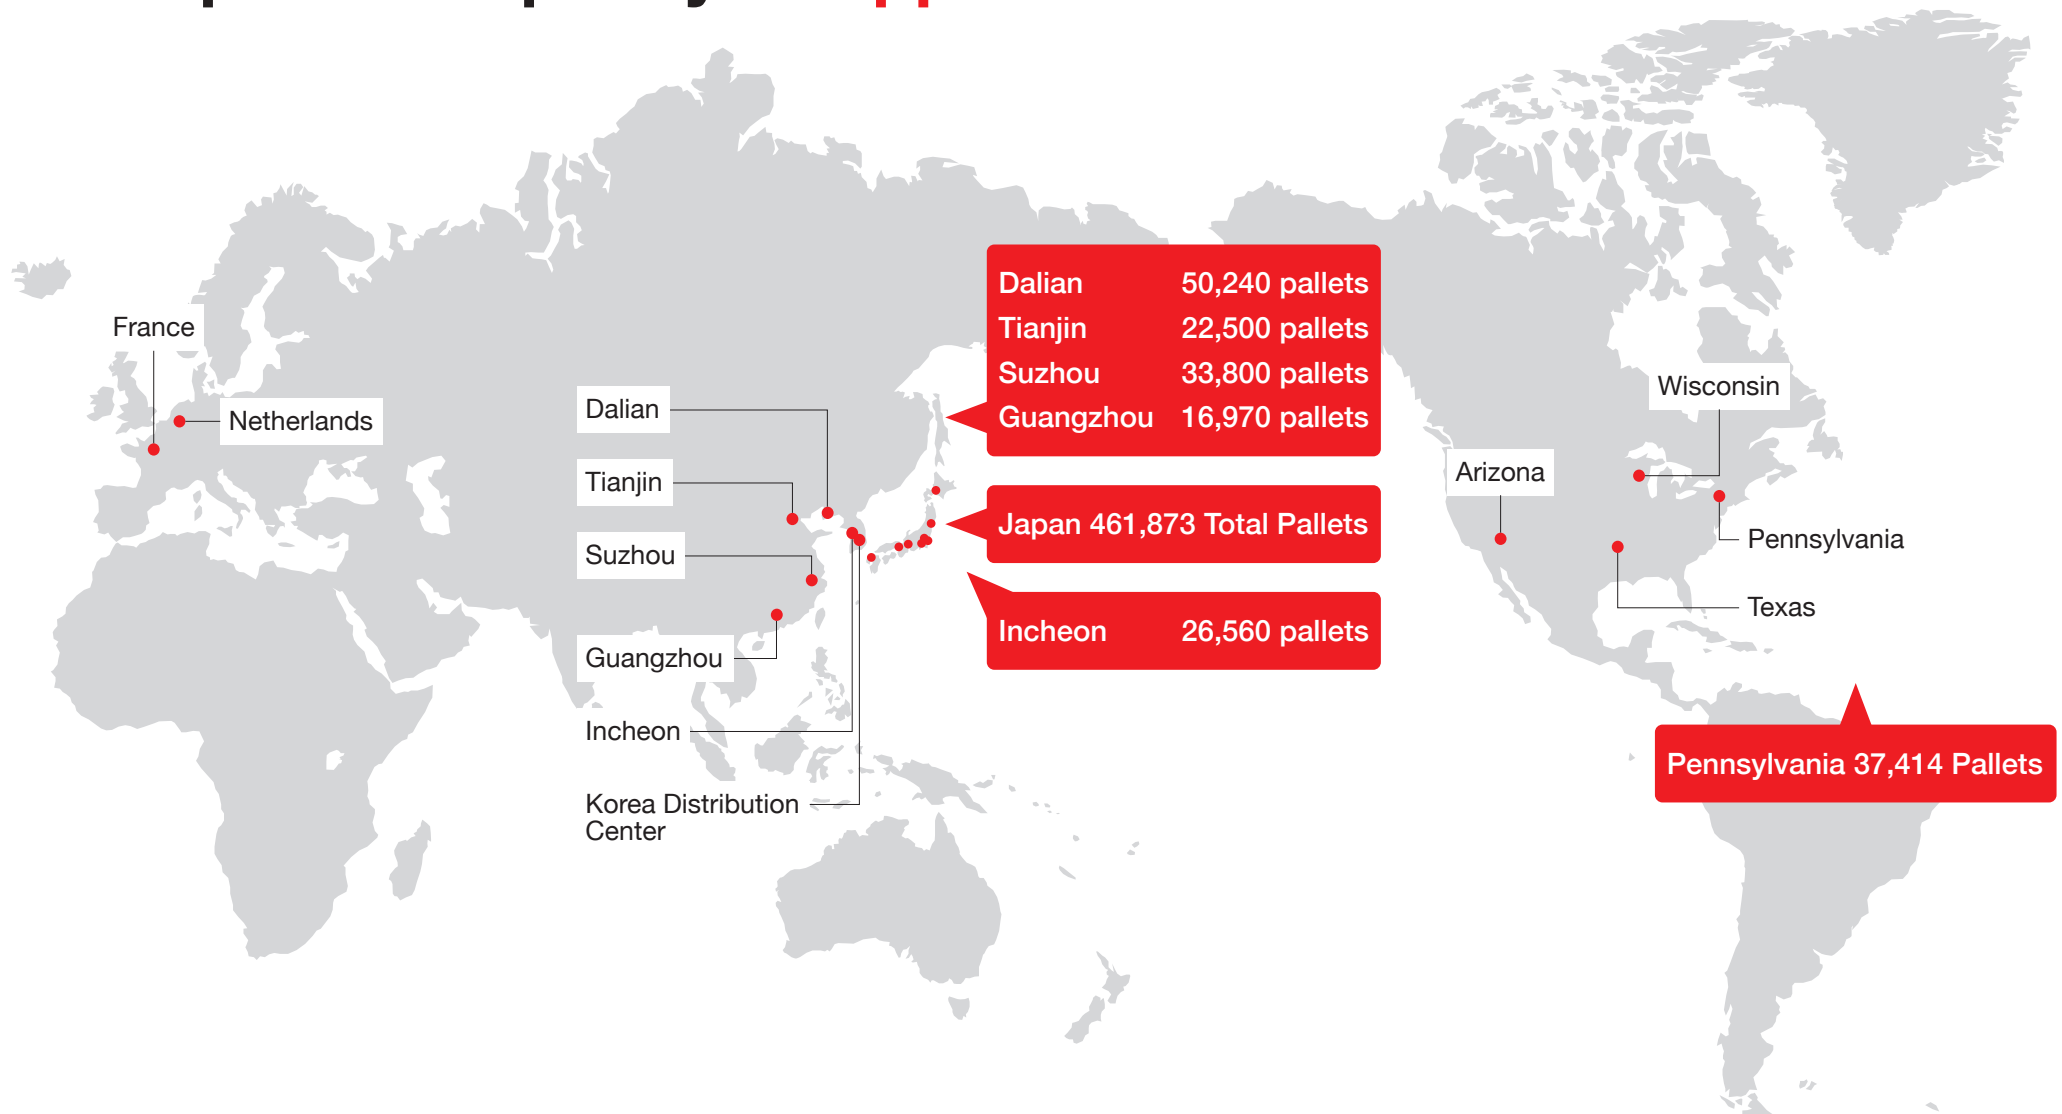 France
Netherlands
Dalian
Tianjin
Suzhou
Guangzhou
Incheon
Korea Distribution
Center
Dalian 50,240 pallets
Tianjin 22,500 pallets
Suzhou 33,800 pallets
Guangzhou 16,970 pallets
Japan 461,873 Total Pallets
Incheon 26,560 pallets
Wisconsin
Arizona
Pennsylvania
Texas
Pennsylvania 37,414 Pallets